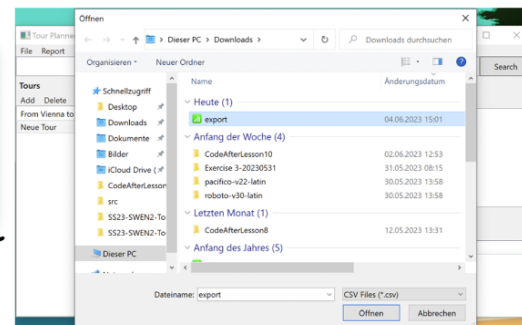 Öffnen
Tour Planner
Dieser PC > Downloads >
Downloads durchsuchen
File Report
Organisieren
Neuer Ordner
Search
Name
Änderungsdatum
Tours
Add Delete
From Vienna to
Neue Tour
Schnellzugriff
Desktop
Downloads
Dokumente
Bilder
iCloud Drive (
CodeAfterLesson
src
SS23-SWEN2-To
SS23-SWEN2-To
Dieser PC
Heute (1)
export 04.06.2023 15:01
Anfang der Woche (4)
CodeAfterLesson10 02.06.2023 12:53
Exercise 3-20230531 31.05.2023 08:15
pacifico-v22-latin 30.05.2023 13:58
roboto-v30-latin 30.05.2023 13:58
Letzten Monat (1)
CodeAfterLesson8 12.05.2023 13:31
Anfang des Jahres (5)
Dateiname: export
CSV Files (*.csv)
Öffnen
Abbrechen